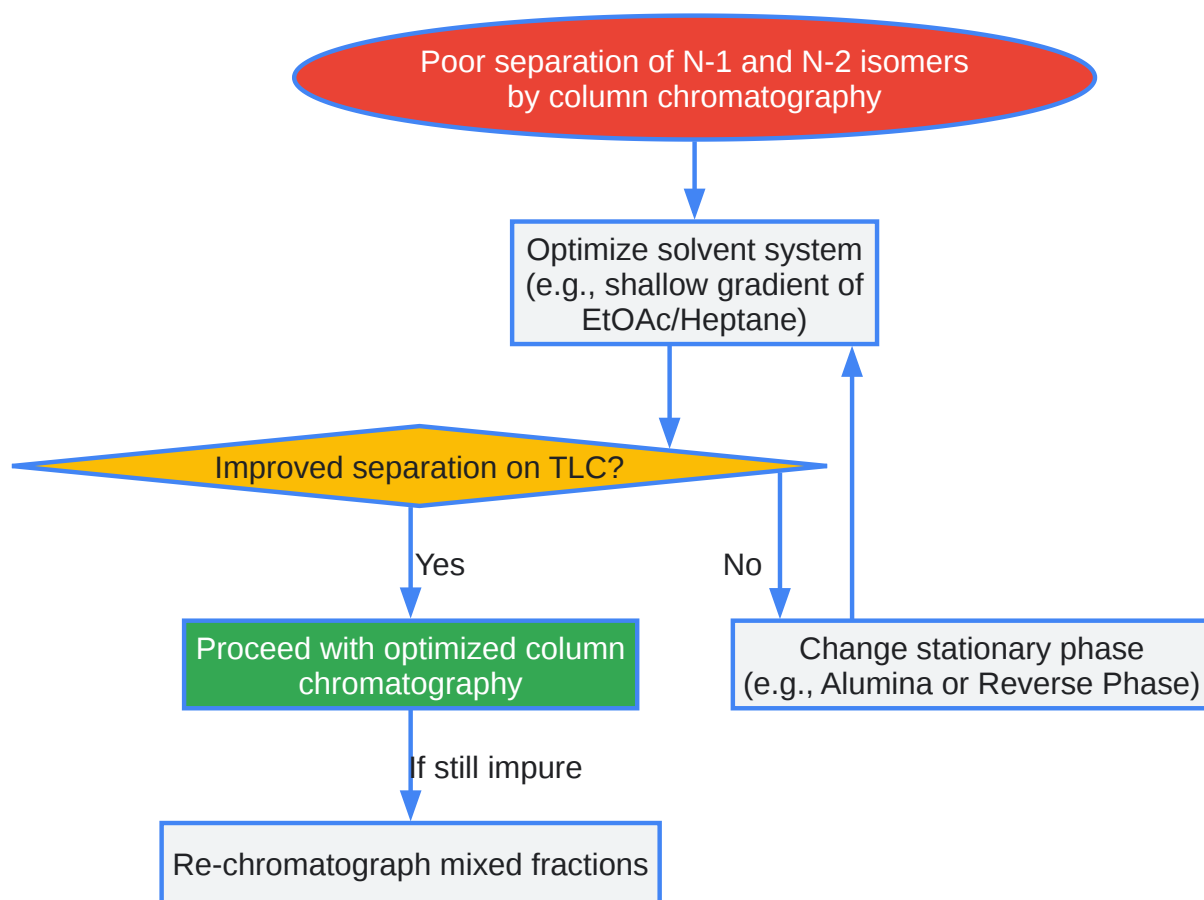 Poor separation of N-1 and N-2 isomers
by column chromatography
Optimize solvent system
(e.g., shallow gradient of
EtOAc/Heptane)
Improved separation on TLC?
Yes
No
Proceed with optimized column
chromatography
Change stationary phase
(e.g., Alumina or Reverse Phase)
If still impure
Re-chromatograph mixed fractions